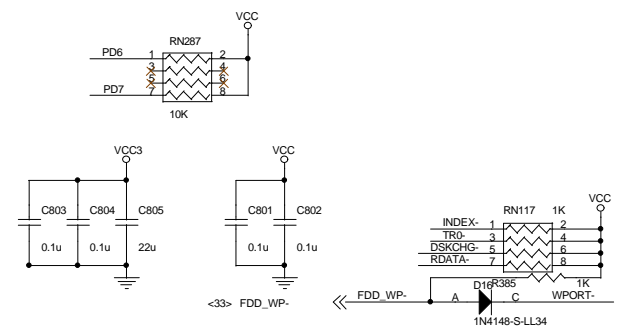 VCC
RN287
PD6 1 2
3 4
5 6
PD7 7 8
10K
VCC3
VCC
C803 C804 C805
0.1u 0.1u 22u
C801 C802
0.1u 0.1u
VCC
RN117 1K
INDEX- 1 2
TR0- 3 4
DSKCHG- 5 6
RDATA- 7 8
R385 1K
<33> FDD_WP-
FDD_WP- A D16 C WPORT-
1N4148-S-LL34